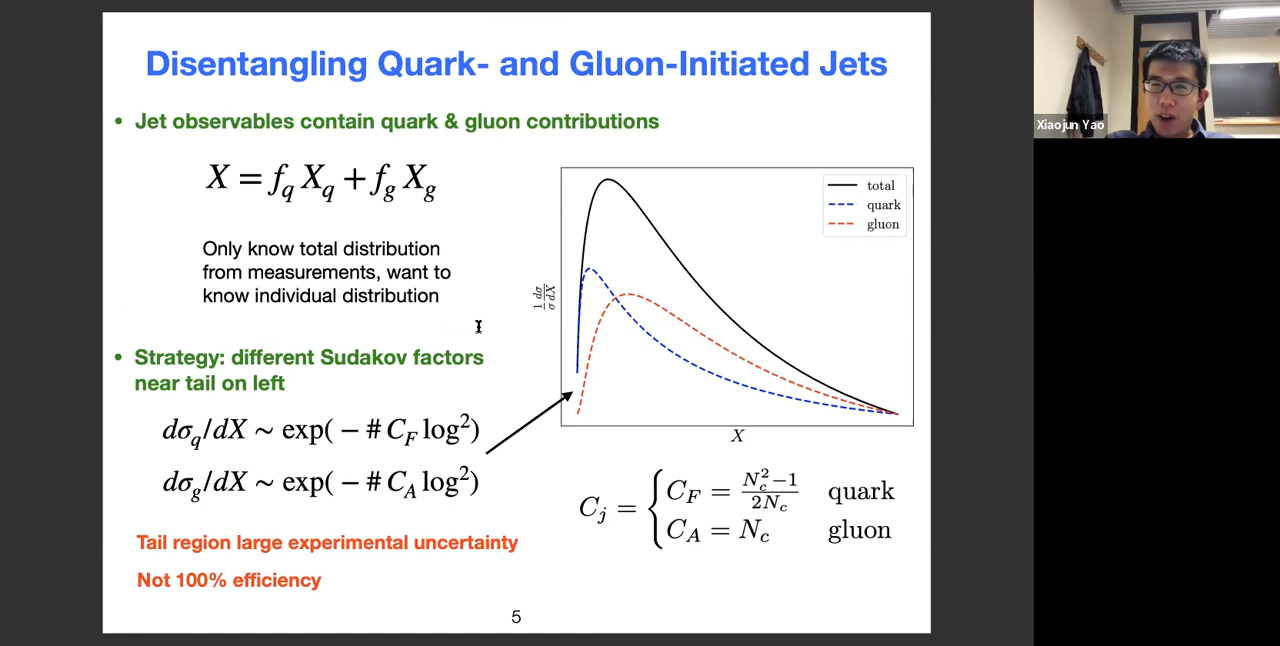 Disentangling Quark- and Gluon-Initiated Jets
• Jet observables contain quark & gluon contributions
X = f_q X_q + f_g X_g
Only know total distribution
from measurements, want to
know individual distribution
• Strategy: different Sudakov factors
near tail on left
dσ_q/dX ~ exp( − # C_F log²)
dσ_g/dX ~ exp( − # C_A log²)
Tail region large experimental uncertainty
Not 100% efficiency
total
quark
gluon
1/σ dσ/dX
X
C_j = { C_F = (N_c² − 1)/(2N_c) quark
C_A = N_c gluon
5
Xiaojun Yao